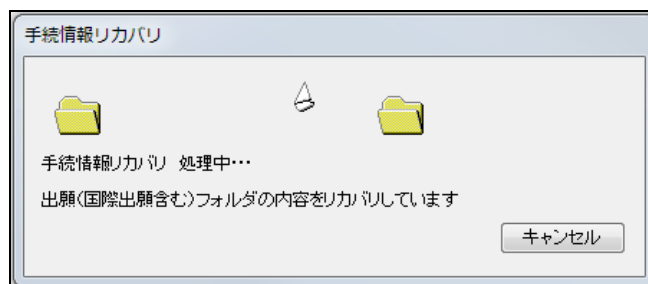 手続情報リカバリ
手続情報リカバリ 処理中・・・
出願(国際出願含む)フォルダの内容をリカバリしています
キャンセル